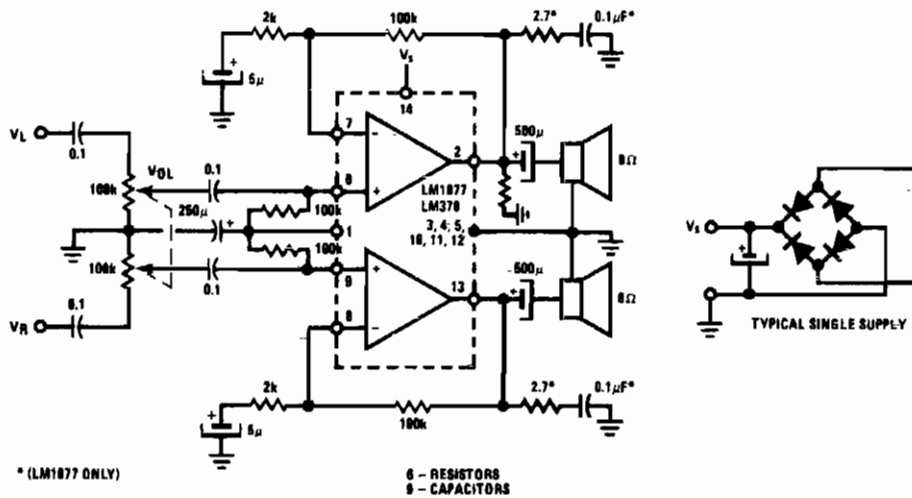 2k
100k
2.7*
0.1µF*
Vs
+
5µ
14
7
–
VL
0.1
VOL
0.1
2
+
500µ
8Ω
100k
6
+
LM1877
LM378
250µ
+
100k
1
3, 4, 5,
10, 11, 12
100k
100k
Vs
+
0.1
9
+
13
+
500µ
8Ω
8
–
VR
0.1
TYPICAL SINGLE SUPPLY
2k
100k
2.7*
0.1µF*
+
5µ
* (LM1877 ONLY)
6 – RESISTORS
9 – CAPACITORS